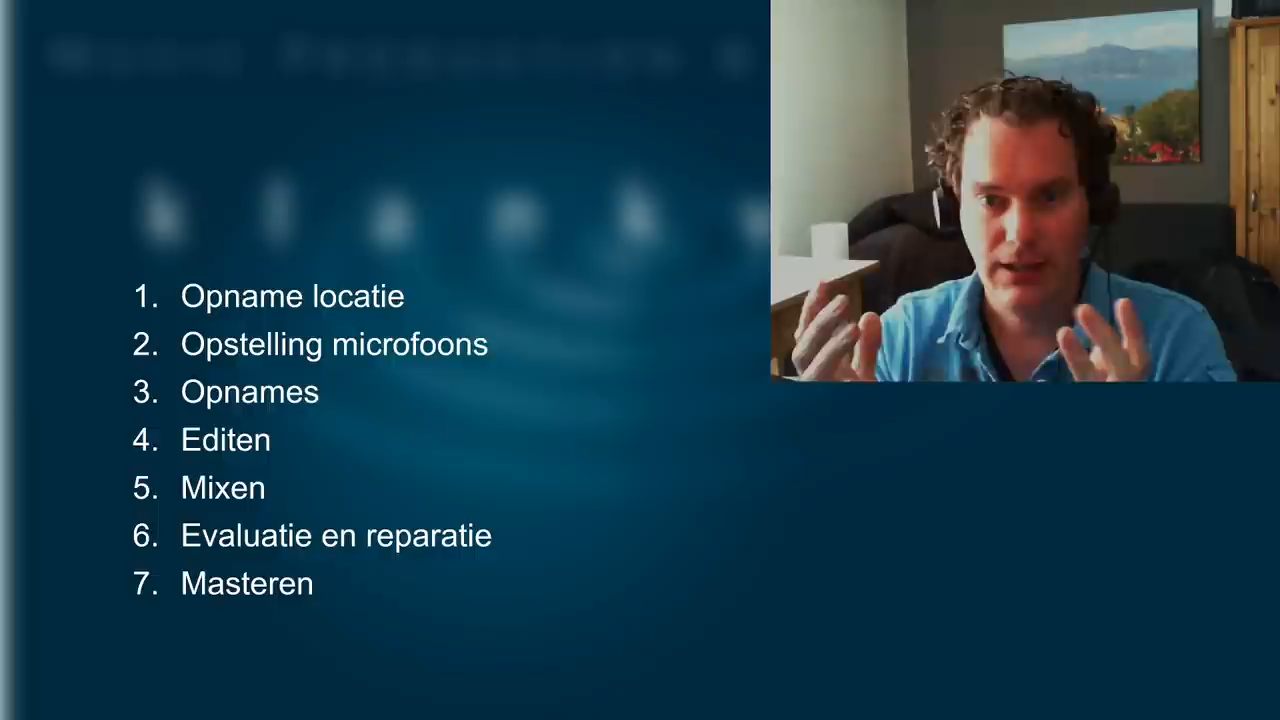 1. Opname locatie
2. Opstelling microfoons
3. Opnames
4. Editen
5. Mixen
6. Evaluatie en reparatie
7. Masteren